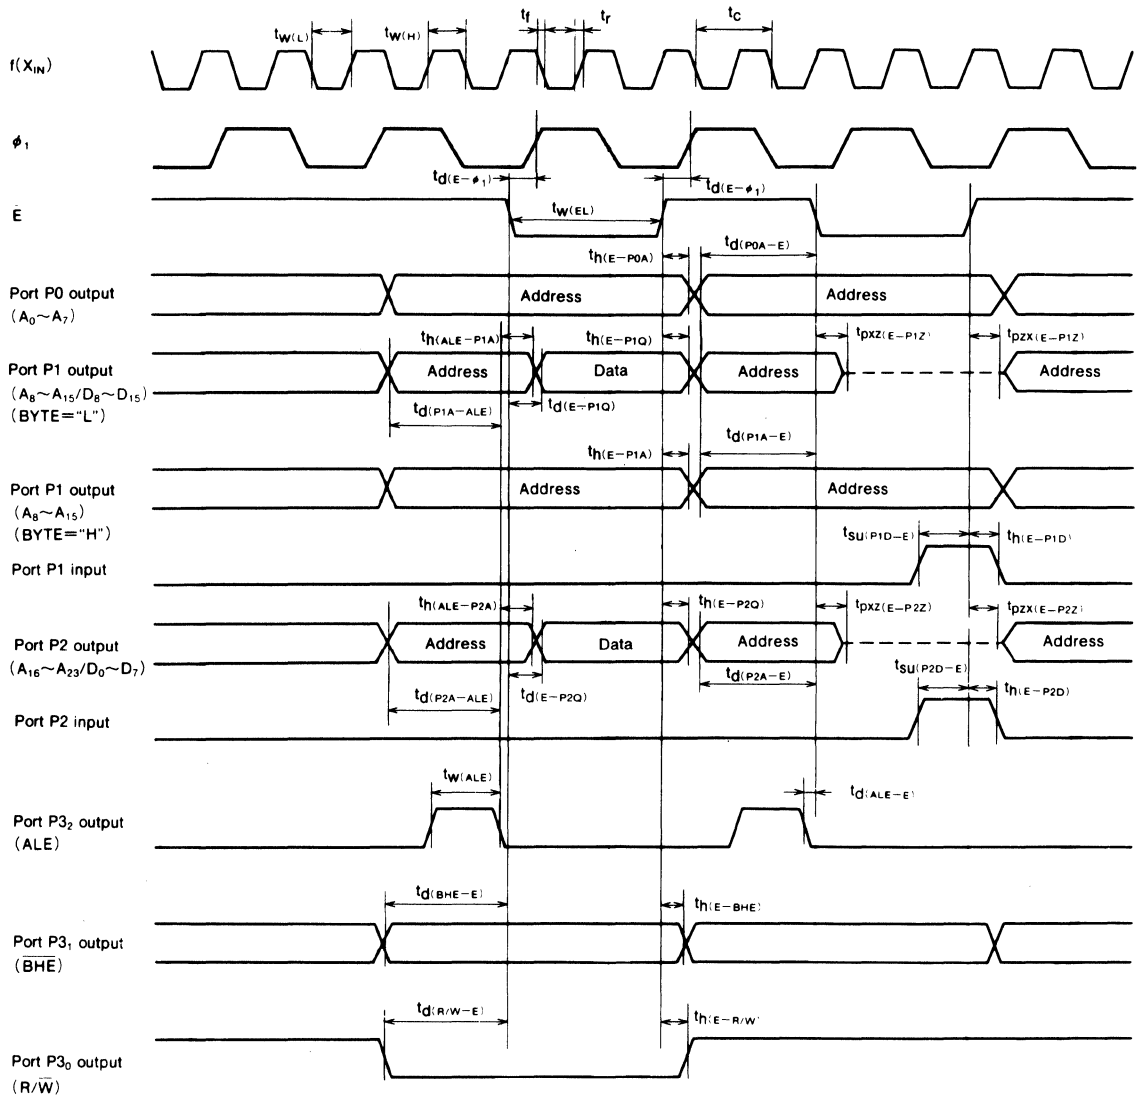 tf tr tC
tW(L) tW(H)
f(XIN)
ϕ1
td(E−ϕ1) td(E−ϕ1)
E tW(EL)
th(E−P0A) td(P0A−E)
Port P0 output Address Address
(A0～A7)
th(ALE−P1A) th(E−P1Q) tpxz(E−P1Z) tpzx(E−P1Z)
Port P1 output Address Data Address Address
(A8～A15/D8～D15)
(BYTE="L") td(P1A−ALE) td(E−P1Q)
th(E−P1A) td(P1A−E)
Port P1 output Address Address
(A8～A15)
(BYTE="H")
tsu(P1D−E) th(E−P1D)
Port P1 input
th(ALE−P2A) th(E−P2Q) tpxz(E−P2Z) tpzx(E−P2Z)
Port P2 output Address Data Address Address
(A16～A23/D0～D7)
td(P2A−ALE) td(E−P2Q) td(P2A−E) tsu(P2D−E) th(E−P2D)
Port P2 input
tW(ALE) td(ALE−E)
Port P32 output
(ALE)
td(BHE−E) th(E−BHE)
Port P31 output
(BHE)
td(R/W−E) th(E−R/W)
Port P30 output
(R/W)